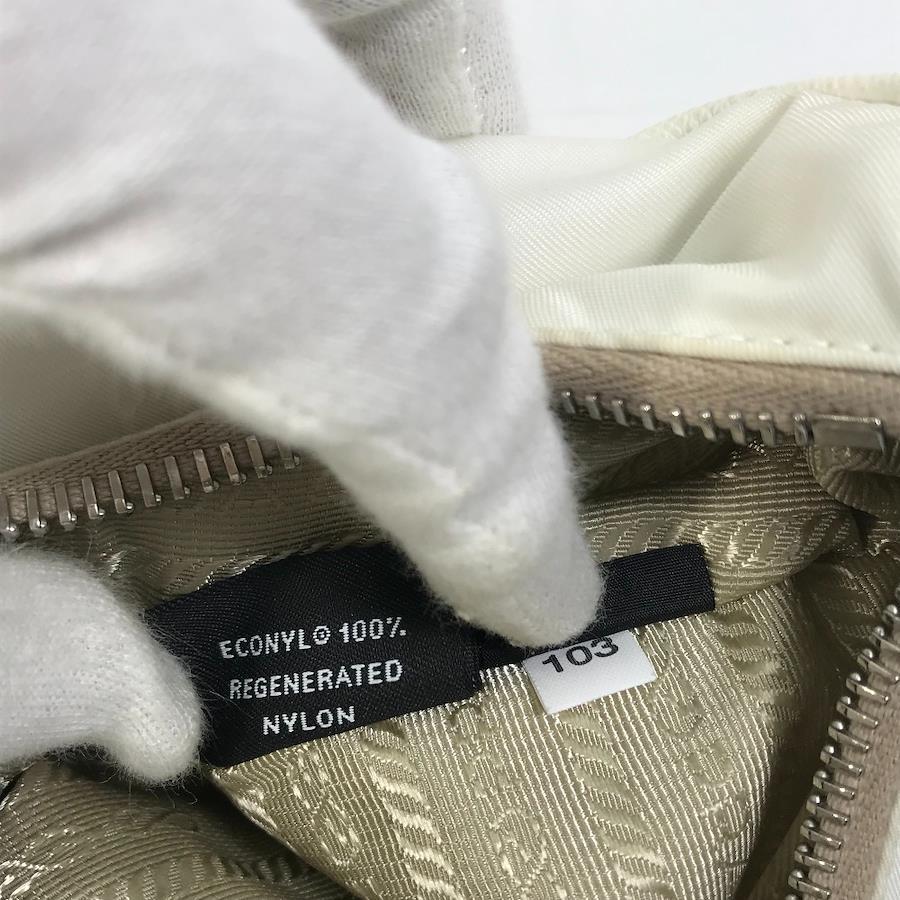 ECONYL® 100%
REGENERATED
NYLON
103